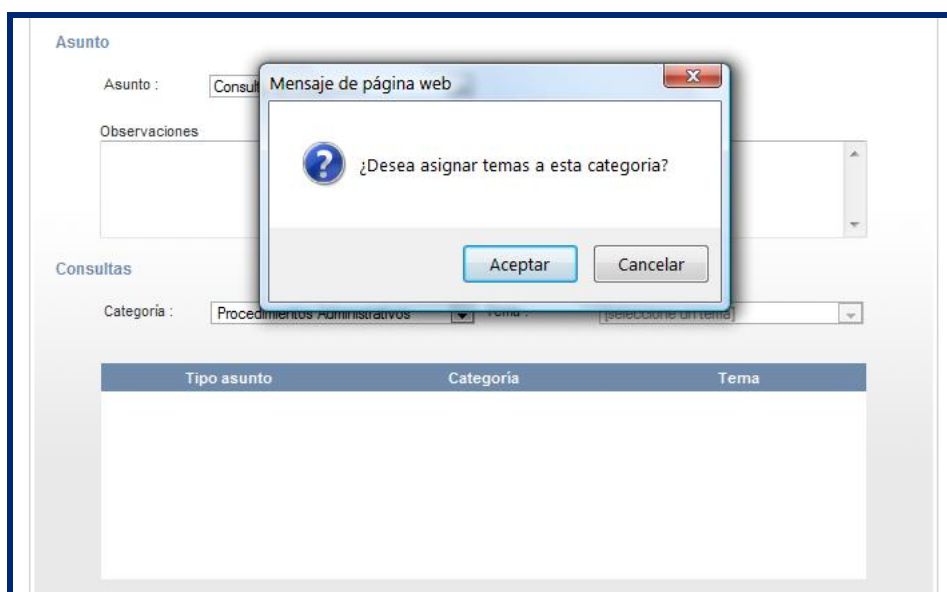 Asunto
Mensaje de página web
Asunto :
Consult
¿Desea asignar temas a esta categoria?
Observaciones
Aceptar Cancelar
Consultas
Categoría : Procedimientos Administrativos Tema : [seleccione un tema]
Tipo asunto Categoría Tema